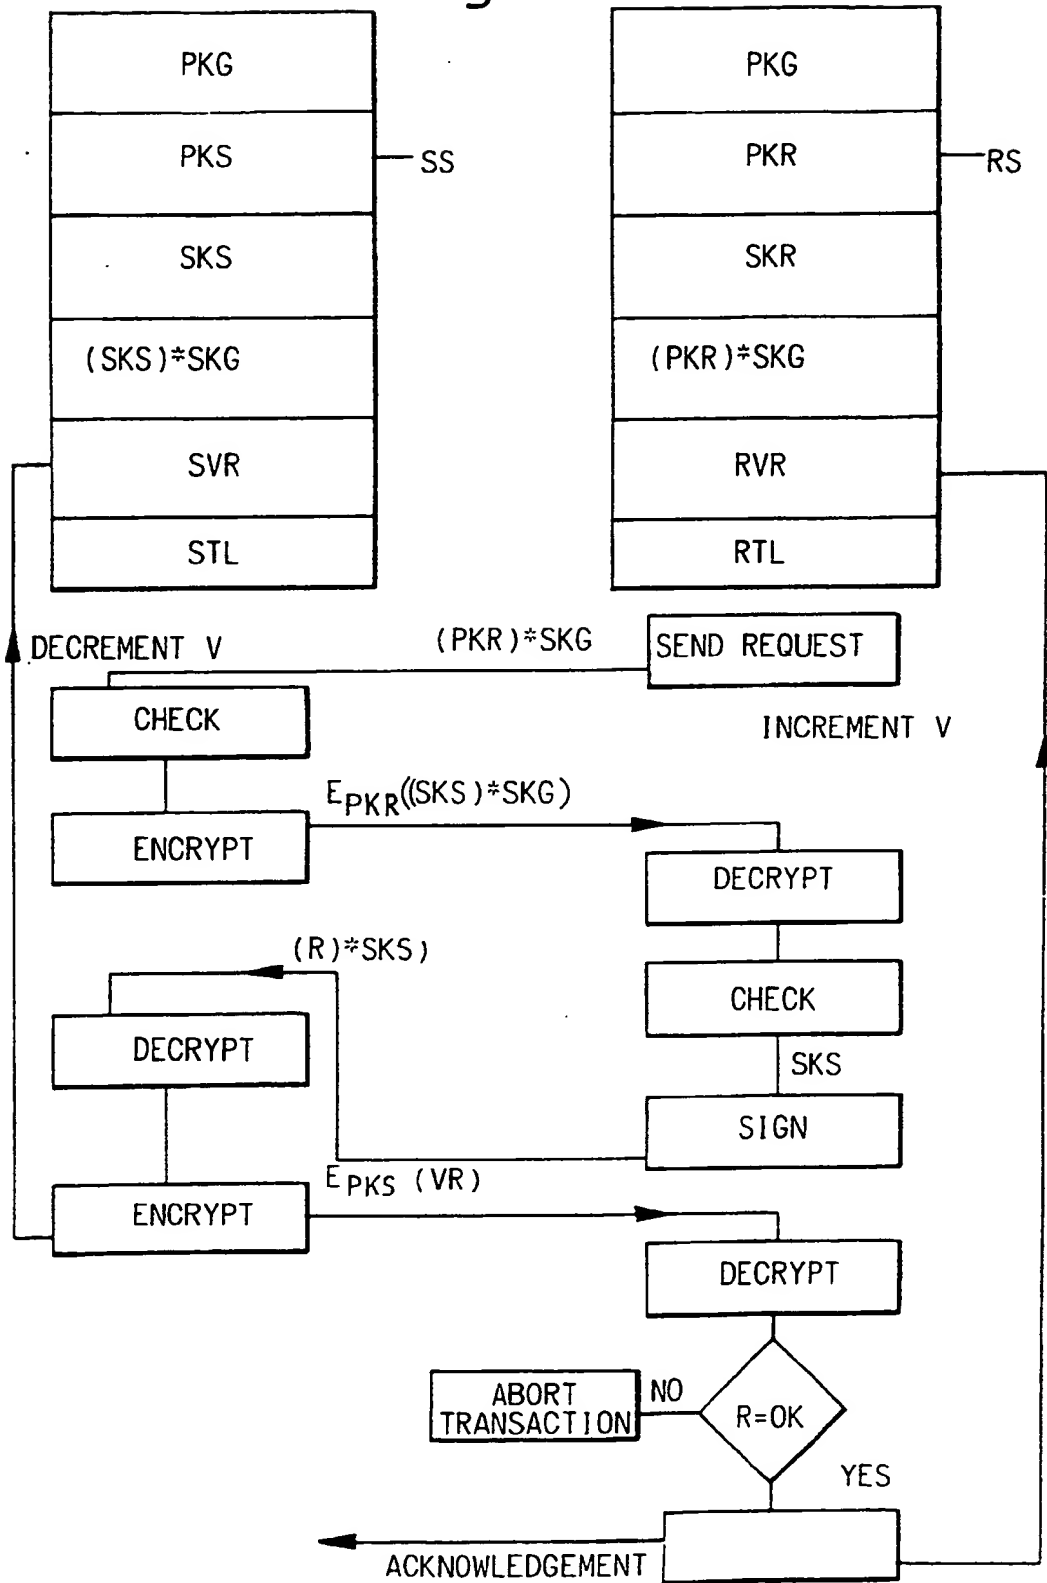 PKG
PKS
SS
SKS
(SKS)*SKG
SVR
STL
PKG
PKR
RS
SKR
(PKR)*SKG
RVR
RTL
DECREMENT V
(PKR)*SKG
SEND REQUEST
CHECK
INCREMENT V
EPKR((SKS)*SKG)
ENCRYPT
DECRYPT
(R)*SKS)
CHECK
DECRYPT
SKS
SIGN
EPKS (VR)
ENCRYPT
DECRYPT
ABORT
TRANSACTION
NO
R=OK
YES
ACKNOWLEDGEMENT